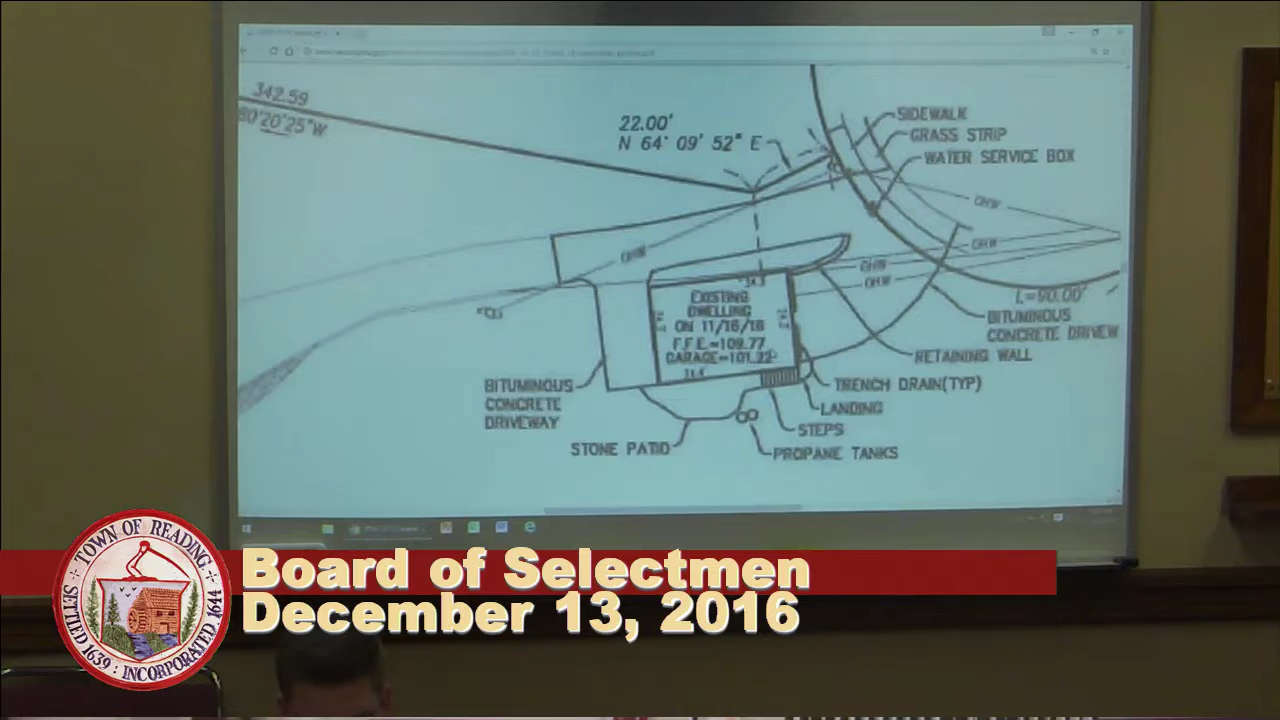 342.59
80°20'25"W
22.00'
N 64° 09' 52" E
SIDEWALK
GRASS STRIP
WATER SERVICE BOX
OHW
OHW
OHW
OHW
OHW
L=90.00'
BITUMINOUS
CONCRETE DRIVEW
RETAINING WALL
EXISTING
DWELLING
ON 11/16/16
F.F.E.=109.77
GARAGE=101.22
TRENCH DRAIN(TYP)
LANDING
STEPS
PROPANE TANKS
BITUMINOUS
CONCRETE
DRIVEWAY
STONE PATIO
TOWN OF READING
SETTLED 1639 : INCORPORATED 1644
Board of Selectmen
December 13, 2016